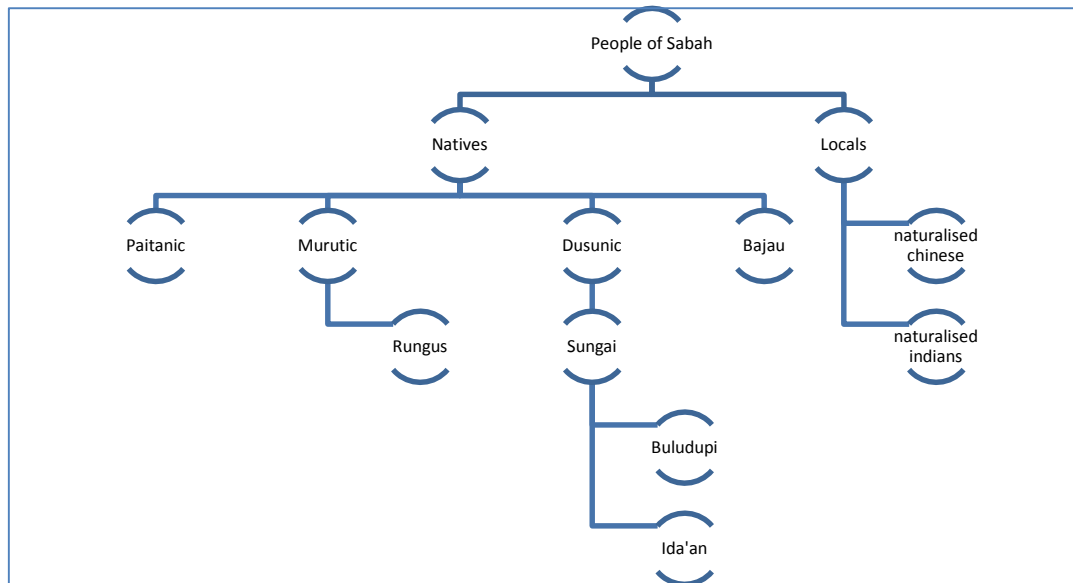 People of Sabah
Natives
Locals
Paitanic
Murutic
Dusunic
Bajau
naturalised
chinese
Rungus
Sungai
naturalised
indians
Buludupi
Ida'an